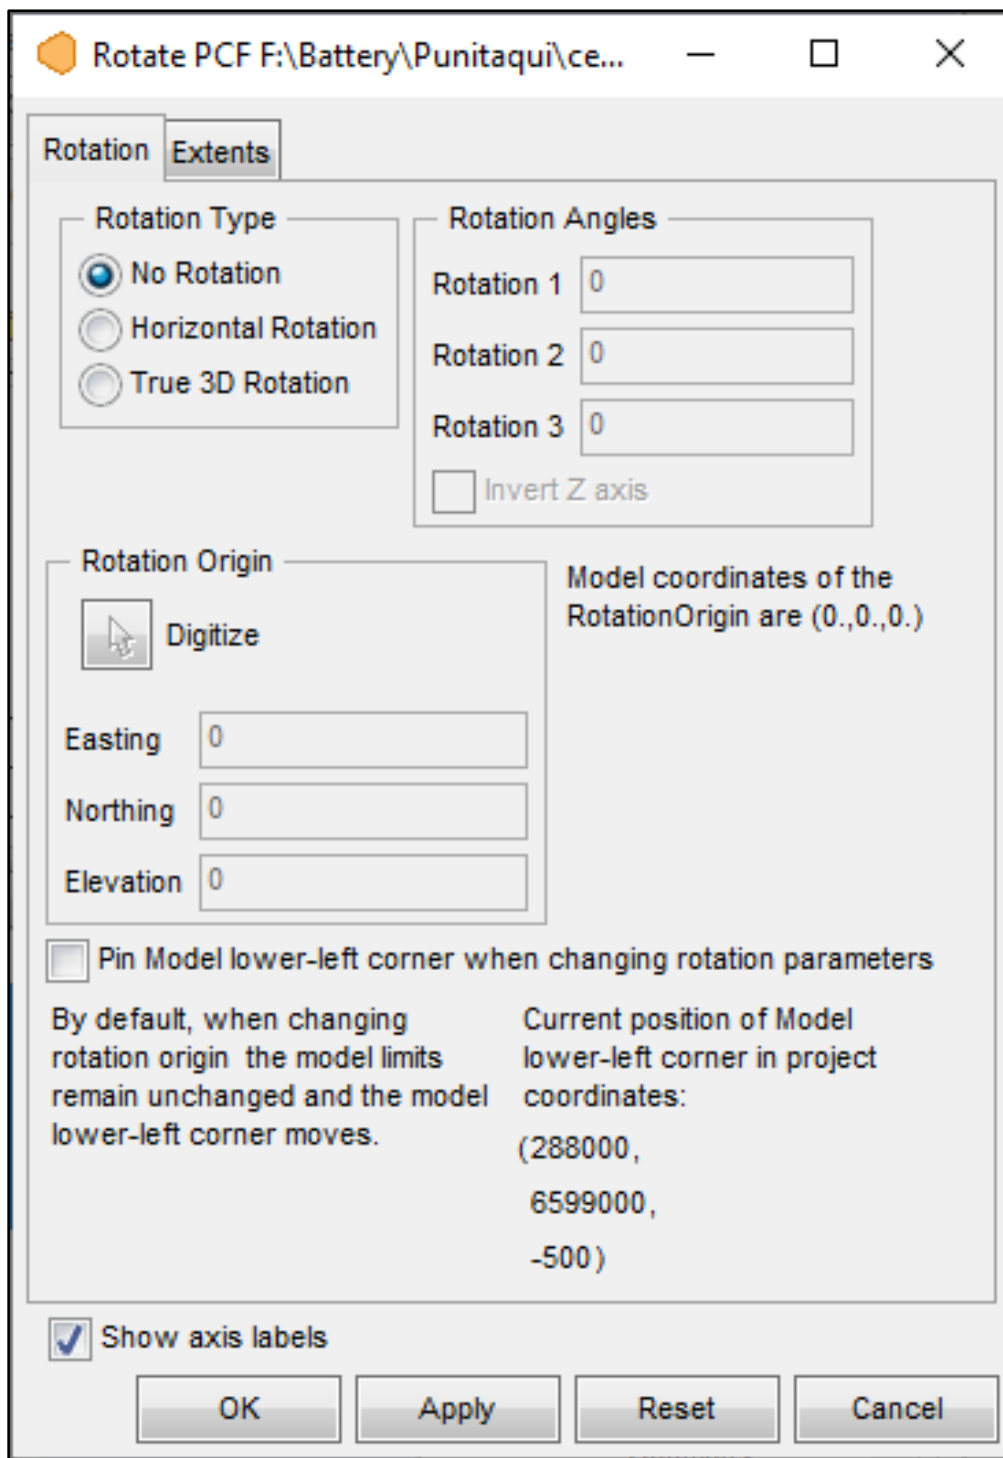 Rotate PCF F:\Battery\Punitaqui\ce...
Rotation Extents
Rotation Type
No Rotation
Horizontal Rotation
True 3D Rotation
Rotation Angles
Rotation 1 0
Rotation 2 0
Rotation 3 0
Invert Z axis
Rotation Origin
Digitize
Easting 0
Northing 0
Elevation 0
Model coordinates of the
RotationOrigin are (0.,0.,0.)
Pin Model lower-left corner when changing rotation parameters
By default, when changing
rotation origin the model limits
remain unchanged and the model
lower-left corner moves.
Current position of Model
lower-left corner in project
coordinates:
(288000,
6599000,
-500)
Show axis labels
OK Apply Reset Cancel